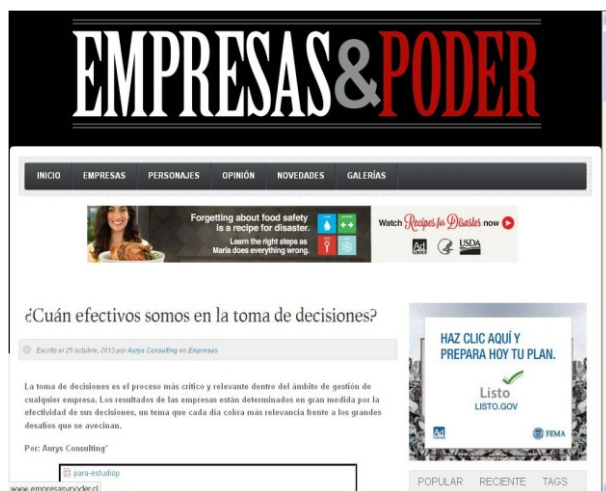 EMPRESAS&PODER
INICIO EMPRESAS PERSONAJES OPINIÓN NOVEDADES GALERÍAS
Forgetting about food safety
is a recipe for disaster.
Learn the right steps as
Maria does everything wrong.
Watch Recipes for Disaster now
Ad
USDA
¿Cuán efectivos somos en la toma de decisiones?
Escrito el 25 octubre, 2013 por Aurys Consulting en Empresas
La toma de decisiones es el proceso más crítico y relevante dentro del ámbito de gestión de
cualquier empresa. Los resultados de las empresas están determinados en gran medida por la
efectividad de sus decisiones, un tema que cada día cobra más relevancia frente a los grandes
desafíos que se avecinan.
Por: Aurys Consulting*
para-estudiop
www.empresasypoder.cl
HAZ CLIC AQUÍ Y
PREPARA HOY TU PLAN.
Listo
LISTO.GOV
Ad
FEMA
POPULAR RECIENTE TAGS